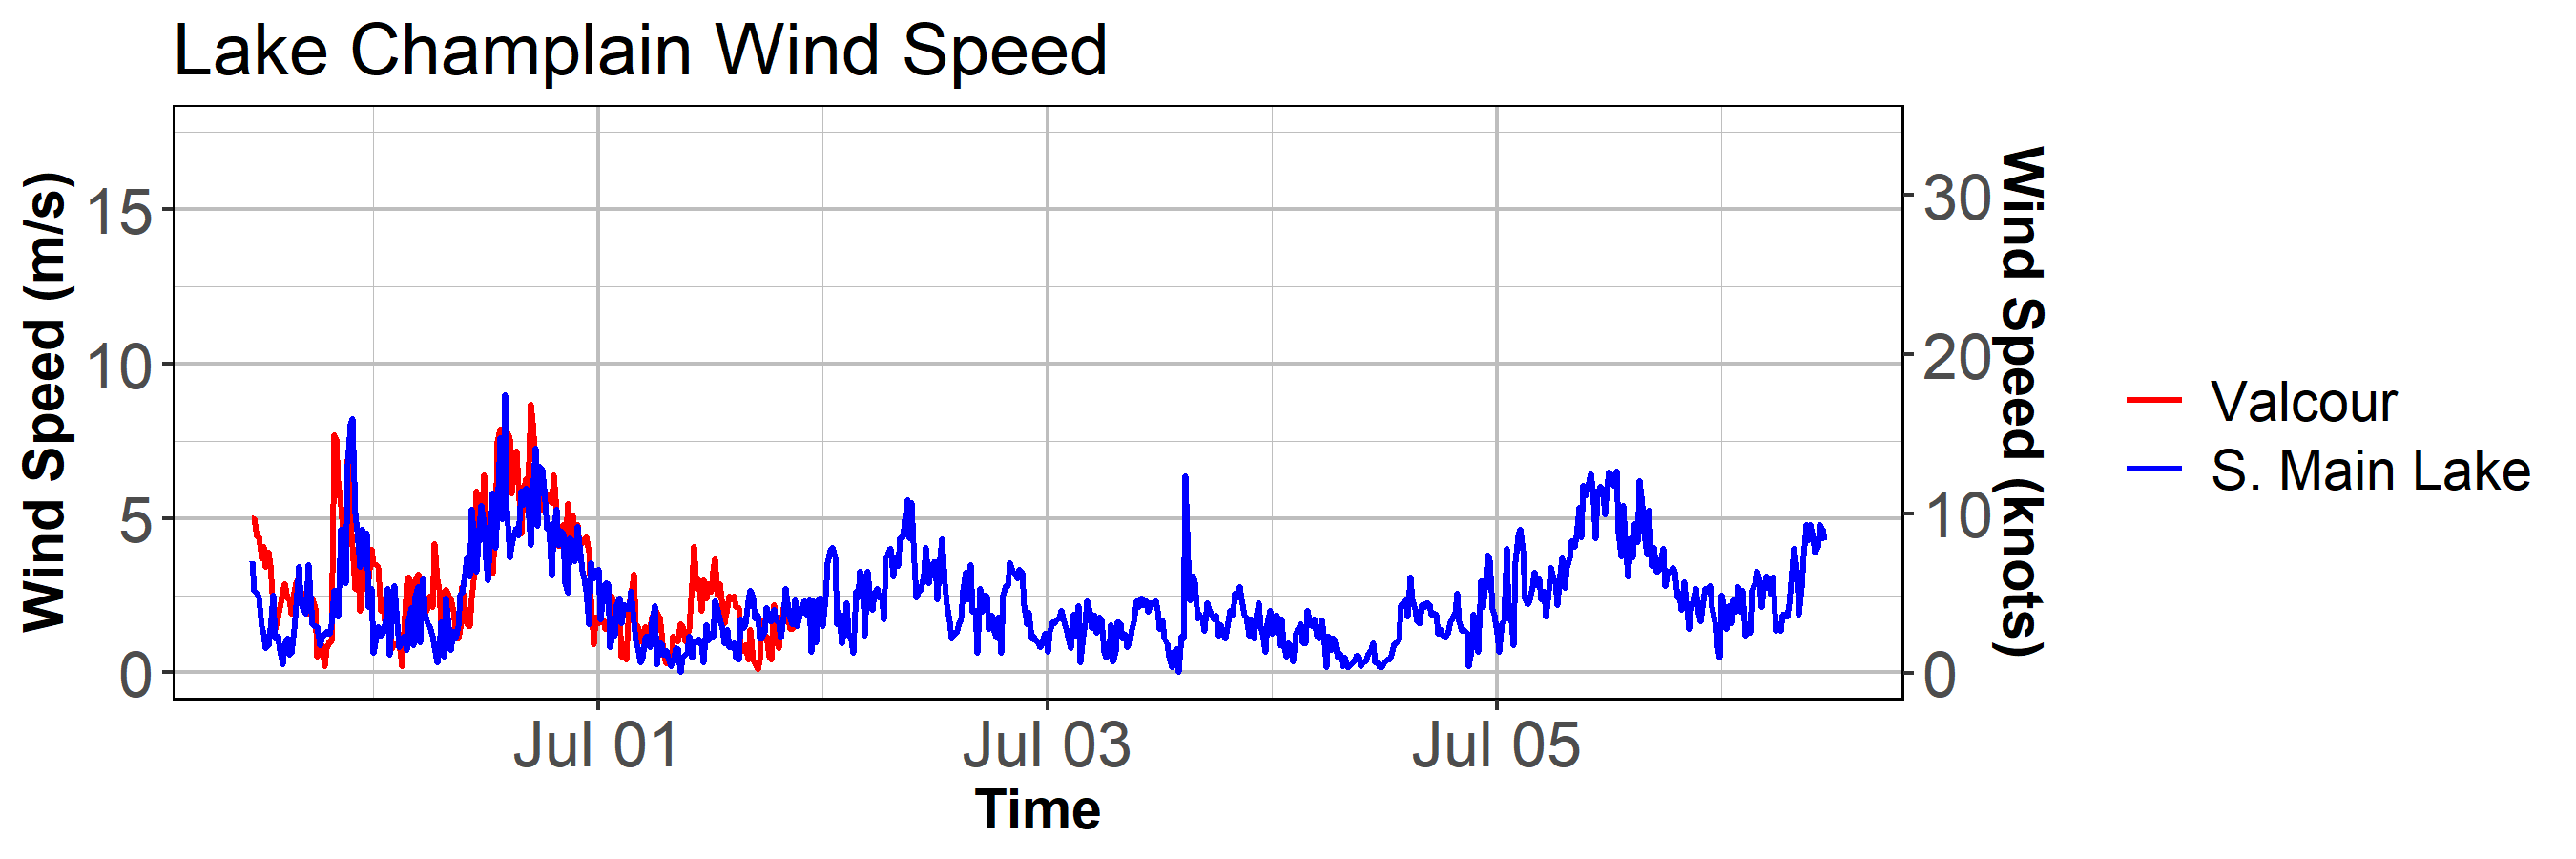 Lake Champlain Wind Speed
Wind Speed (m/s)
15
10
5
0
30
20
10
0
Wind Speed (knots)
Jul 01
Jul 03
Jul 05
Time
Valcour
S. Main Lake